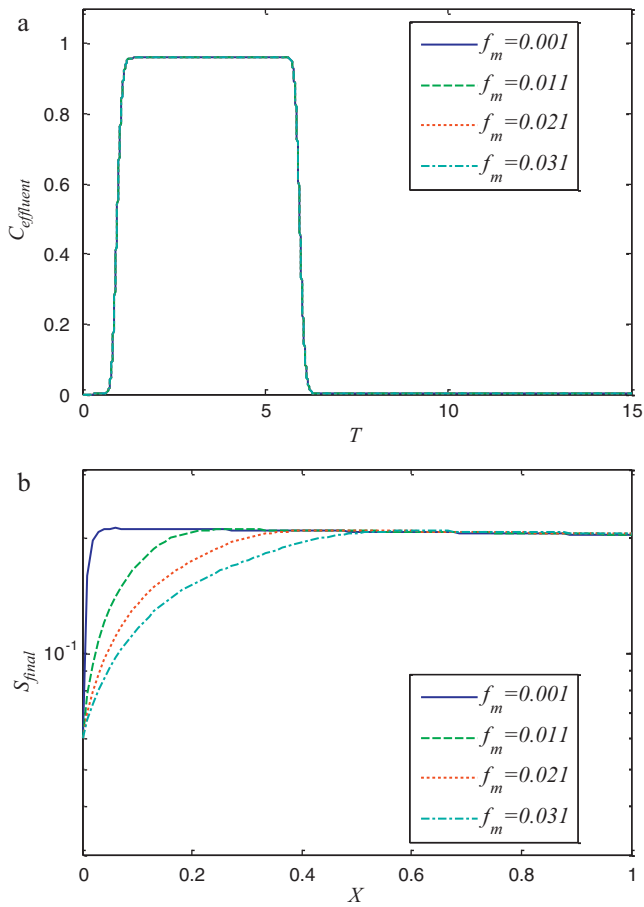 a
1
0.8
0.6
0.4
0.2
0
C_effluent
f_m=0.001
f_m=0.011
f_m=0.021
f_m=0.031
0
5
10
15
T
b
S_final
10^-1
f_m=0.001
f_m=0.011
f_m=0.021
f_m=0.031
0
0.2
0.4
0.6
0.8
1
X